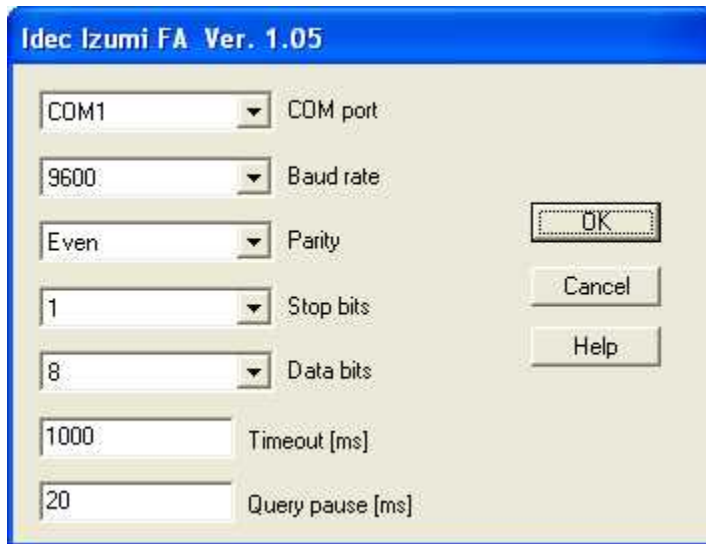 Idec Izumi FA Ver. 1.05
COM1 COM port
9600 Baud rate
Even Parity
1 Stop bits
8 Data bits
1000 Timeout [ms]
20 Query pause [ms]
OK
Cancel
Help